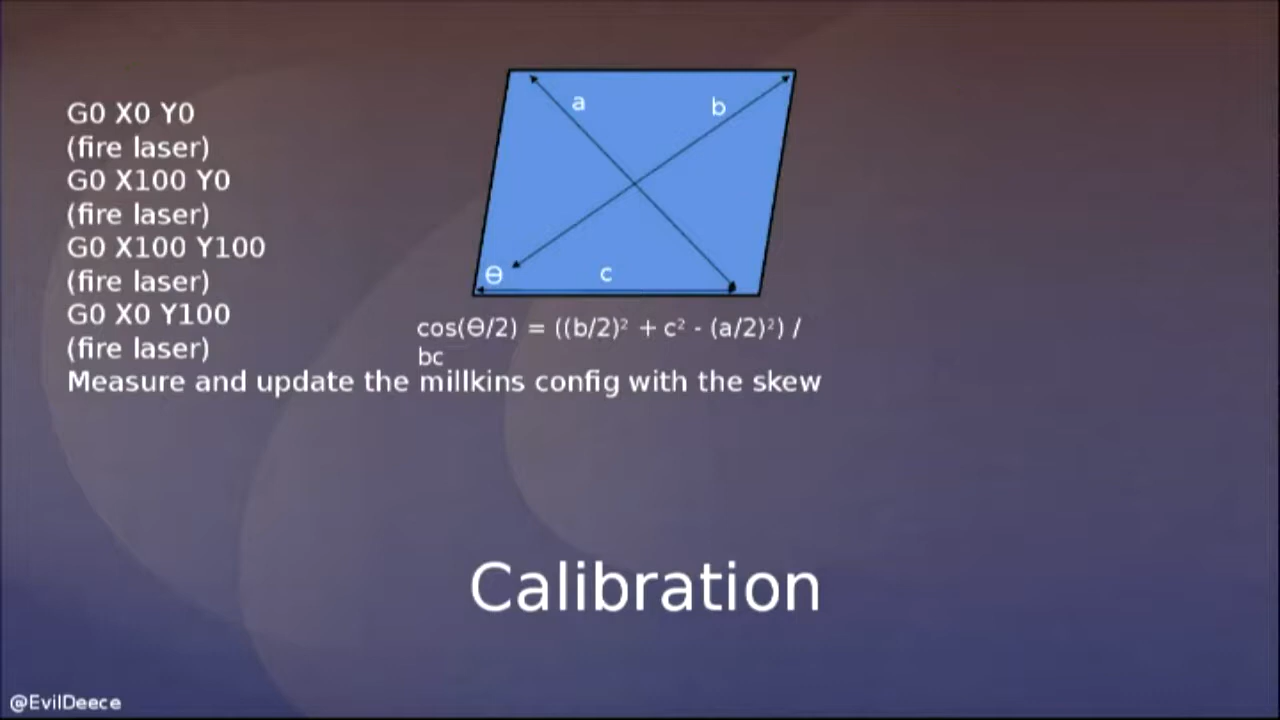 G0 X0 Y0
(fire laser)
G0 X100 Y0
(fire laser)
G0 X100 Y100
(fire laser)
G0 X0 Y100
(fire laser)
a
b
Ө
c
cos(Ө/2) = ((b/2)² + c² - (a/2)²) /
bc
Measure and update the millkins config with the skew
Calibration
@EvilDeece